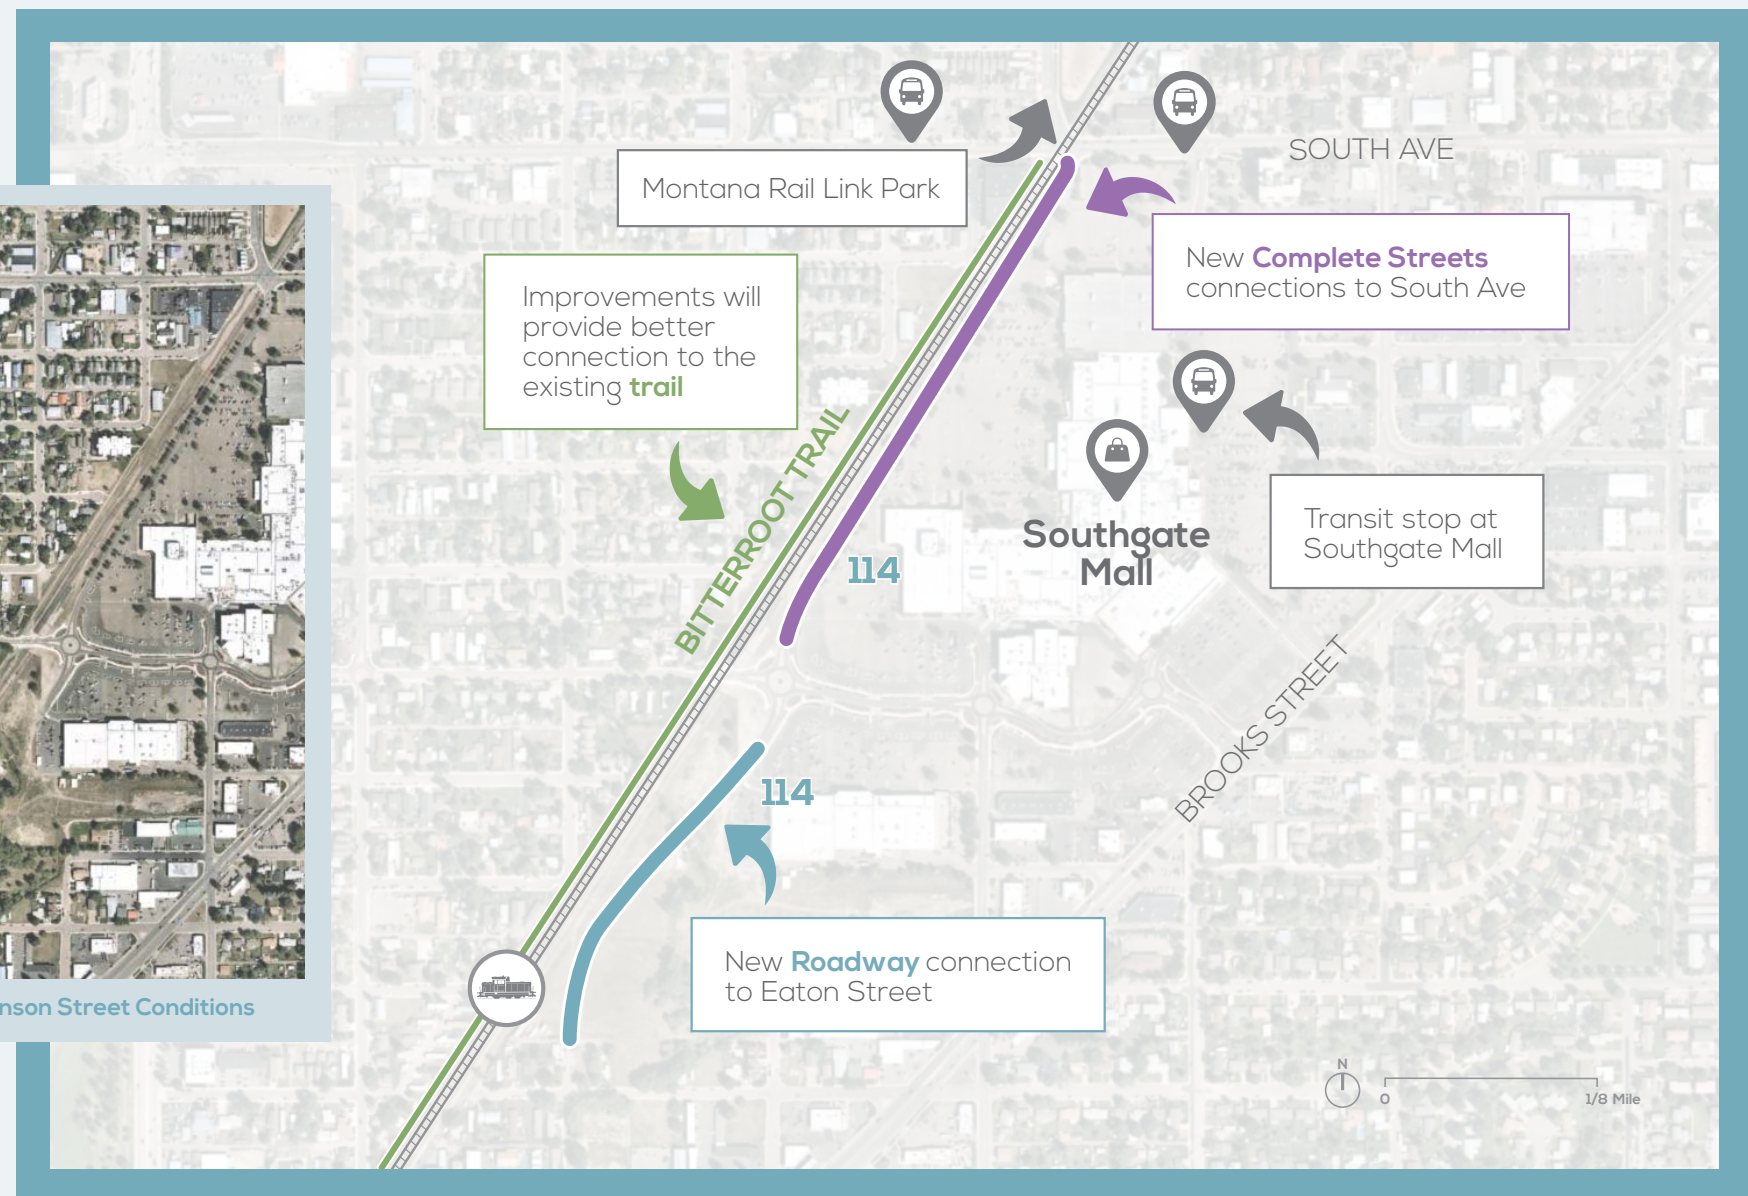 SOUTH AVE
Montana Rail Link Park
New Complete Streets
connections to South Ave
Improvements will
provide better
connection to the
existing trail
BITTERROOT TRAIL
114
Southgate
Mall
Transit stop at
Southgate Mall
BROOKS STREET
114
New Roadway connection
to Eaton Street
Street Conditions
N
0
1/8 Mile